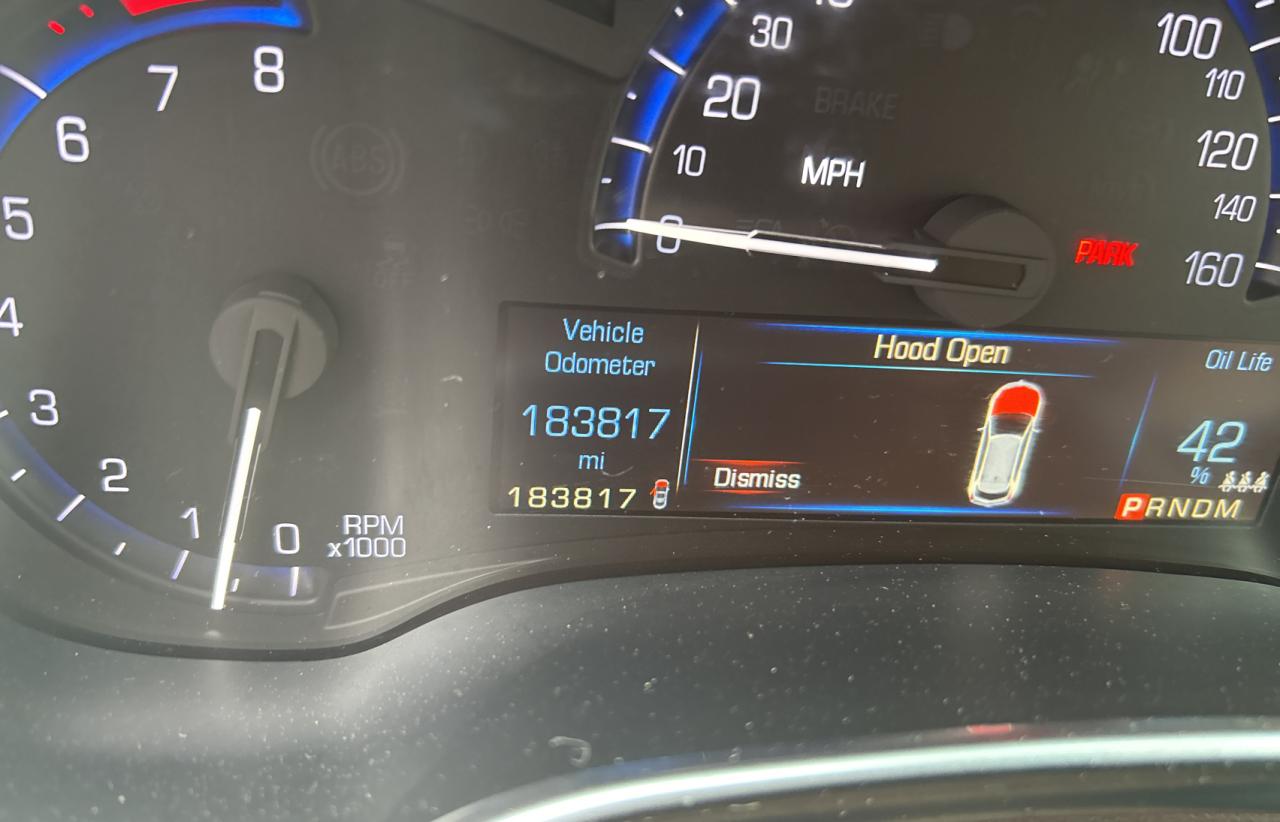 8
7
6
5
4
3
2
1
0
RPM
x1000
ABS
30
20
10
0
MPH
BRAKE
100
110
120
140
160
PARK
Vehicle
Odometer
183817
mi
183817
Hood Open
Dismiss
Oil Life
42
%
PRNDM